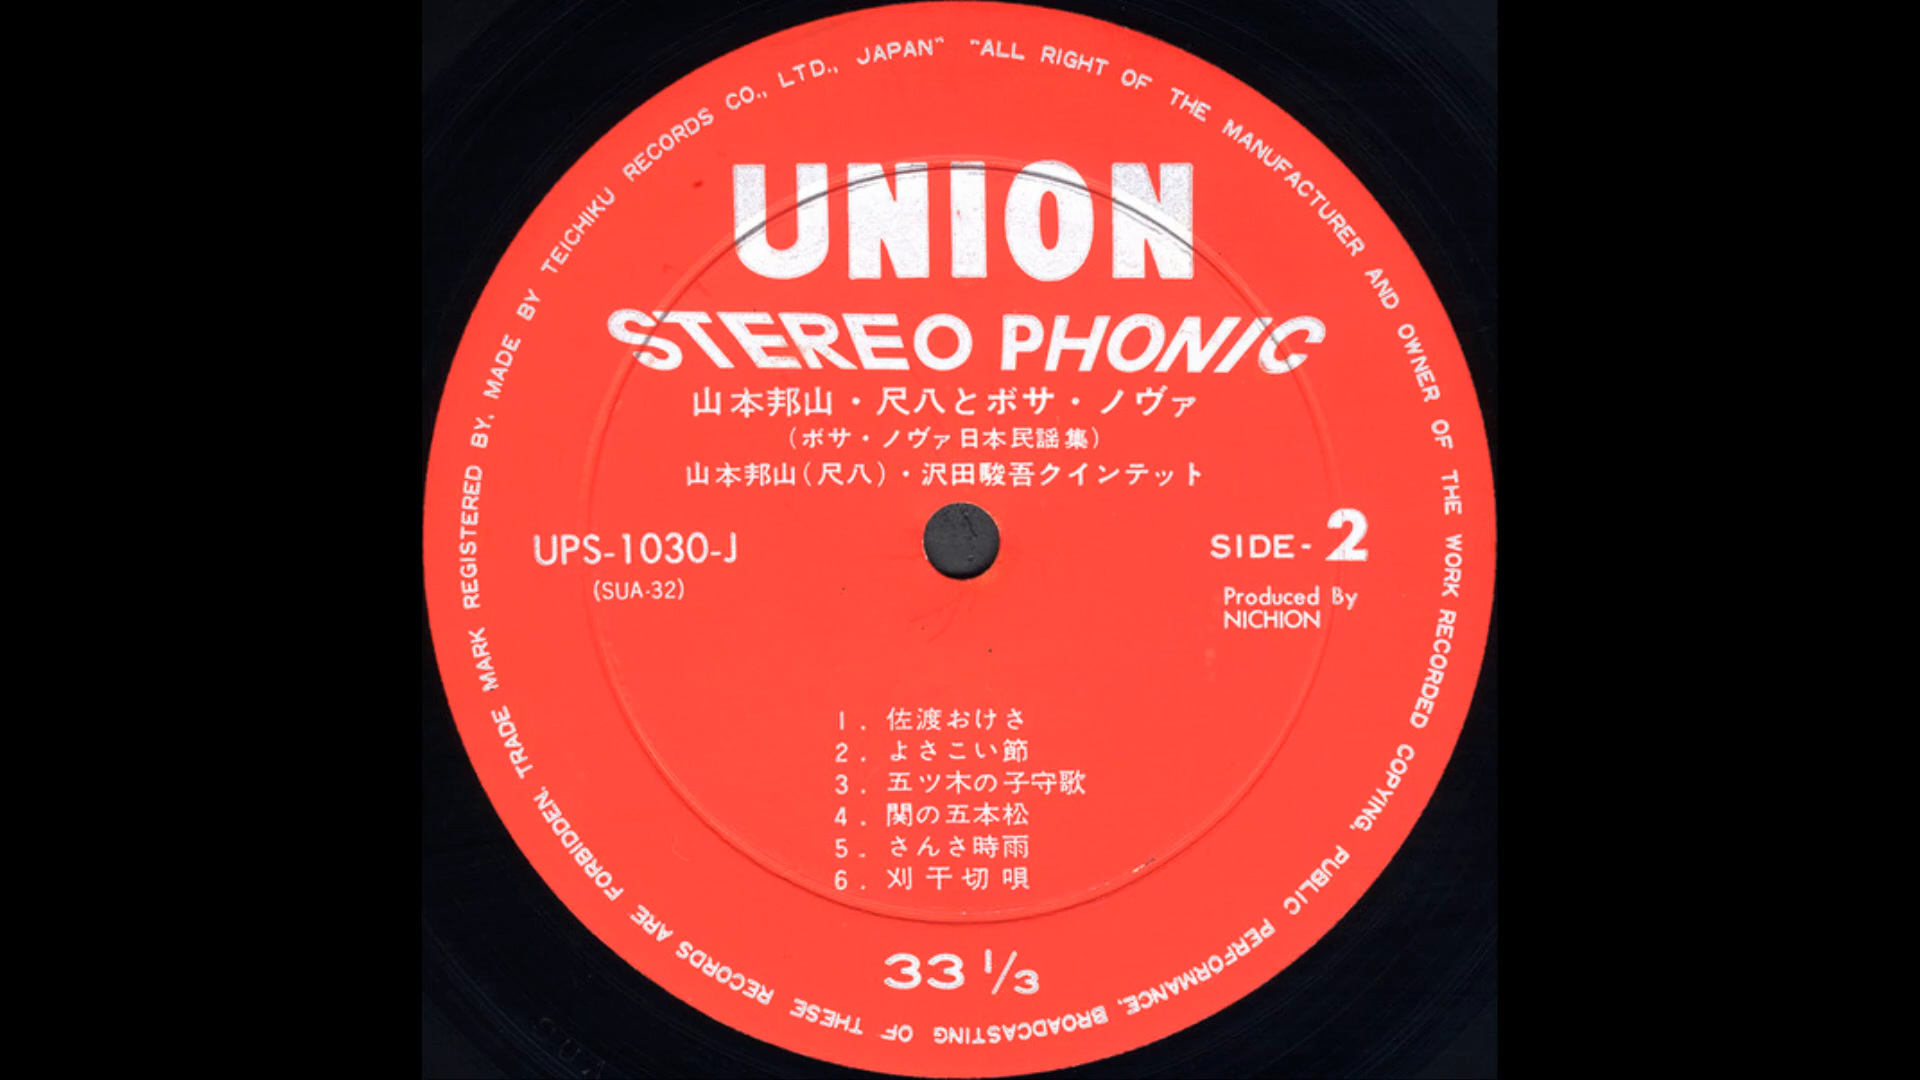 "ALL RIGHT OF THE MANUFACTURER AND OWNER OF THE WORK RECORDED COPYING, PUBLIC PERFORMANCE, BROADCASTING OF THESE RECORDS ARE FORBIDDEN. TRADE MARK REGISTERED BY. MADE BY TEICHIKU RECORDS CO., LTD., JAPAN"
UNION
STEREO PHONIC
山本邦山・尺八とボサ・ノヴァ
(ボサ・ノヴァ日本民謡集)
山本邦山(尺八)・沢田駿吾クインテット
UPS-1030-J
(SUA-32)
SIDE-2
Produced By
NICHION
1. 佐渡おけさ
2. よさこい節
3. 五ツ木の子守歌
4. 関の五本松
5. さんさ時雨
6. 刈干切唄
33 1/3